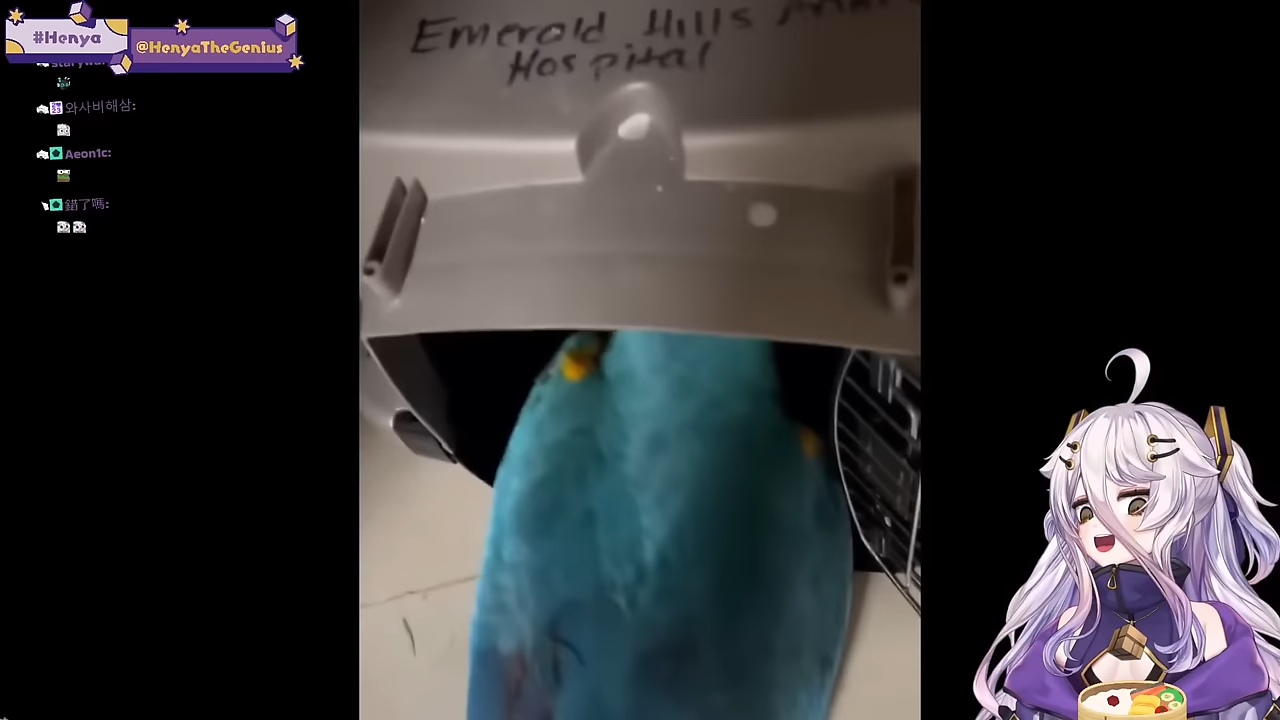 #Henya
@HenyaTheGenius
와사비해삼:
Aeon1c:
錯了嗎:
Emerald Hills
Hospital